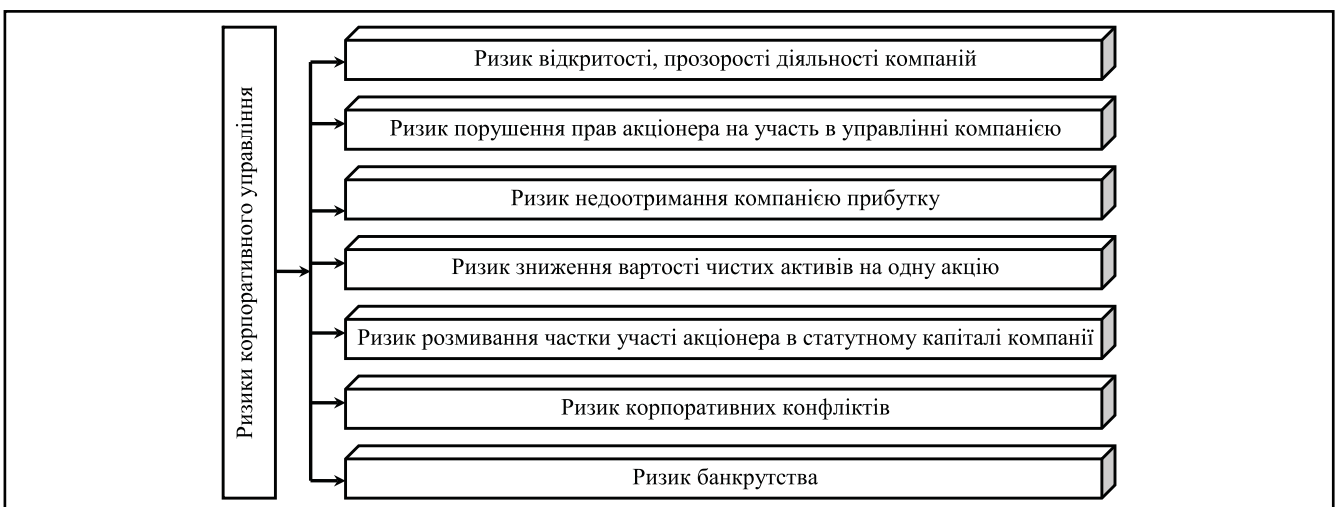 Ризики корпоративного управління
Ризик відкритості, прозорості діяльності компаній
Ризик порушення прав акціонера на участь в управлінні компанією
Ризик недоотримання компанією прибутку
Ризик зниження вартості чистих активів на одну акцію
Ризик розмивання частки участі акціонера в статутному капіталі компанії
Ризик корпоративних конфліктів
Ризик банкрутства